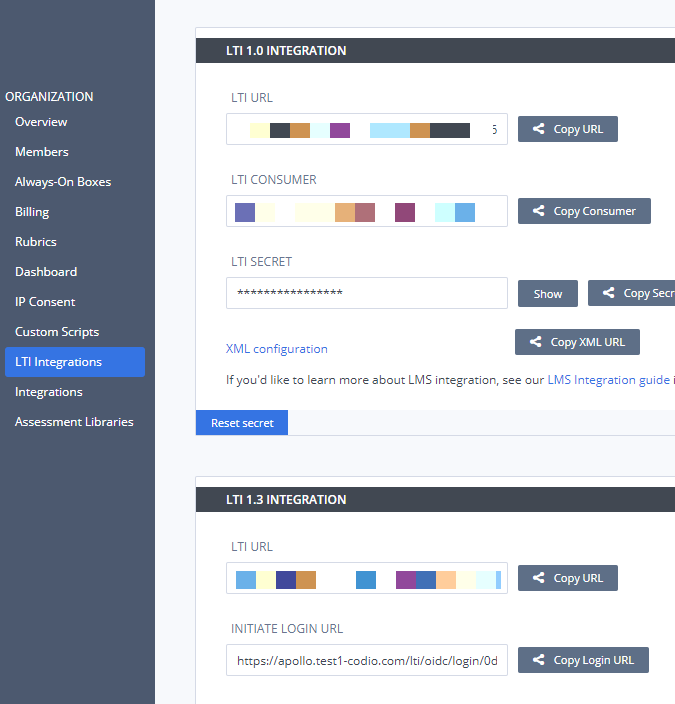 ORGANIZATION
Overview
Members
Always-On Boxes
Billing
Rubrics
Dashboard
IP Consent
Custom Scripts
LTI Integrations
Integrations
Assessment Libraries
LTI 1.0 INTEGRATION
LTI URL
5 Copy URL
LTI CONSUMER
Copy Consumer
LTI SECRET
**************** Show Copy Secr
XML configuration Copy XML URL
If you'd like to learn more about LMS integration, see our LMS Integration guide i
Reset secret
LTI 1.3 INTEGRATION
LTI URL
Copy URL
INITIATE LOGIN URL
https://apollo.test1-codio.com/lti/oidc/login/0d Copy Login URL